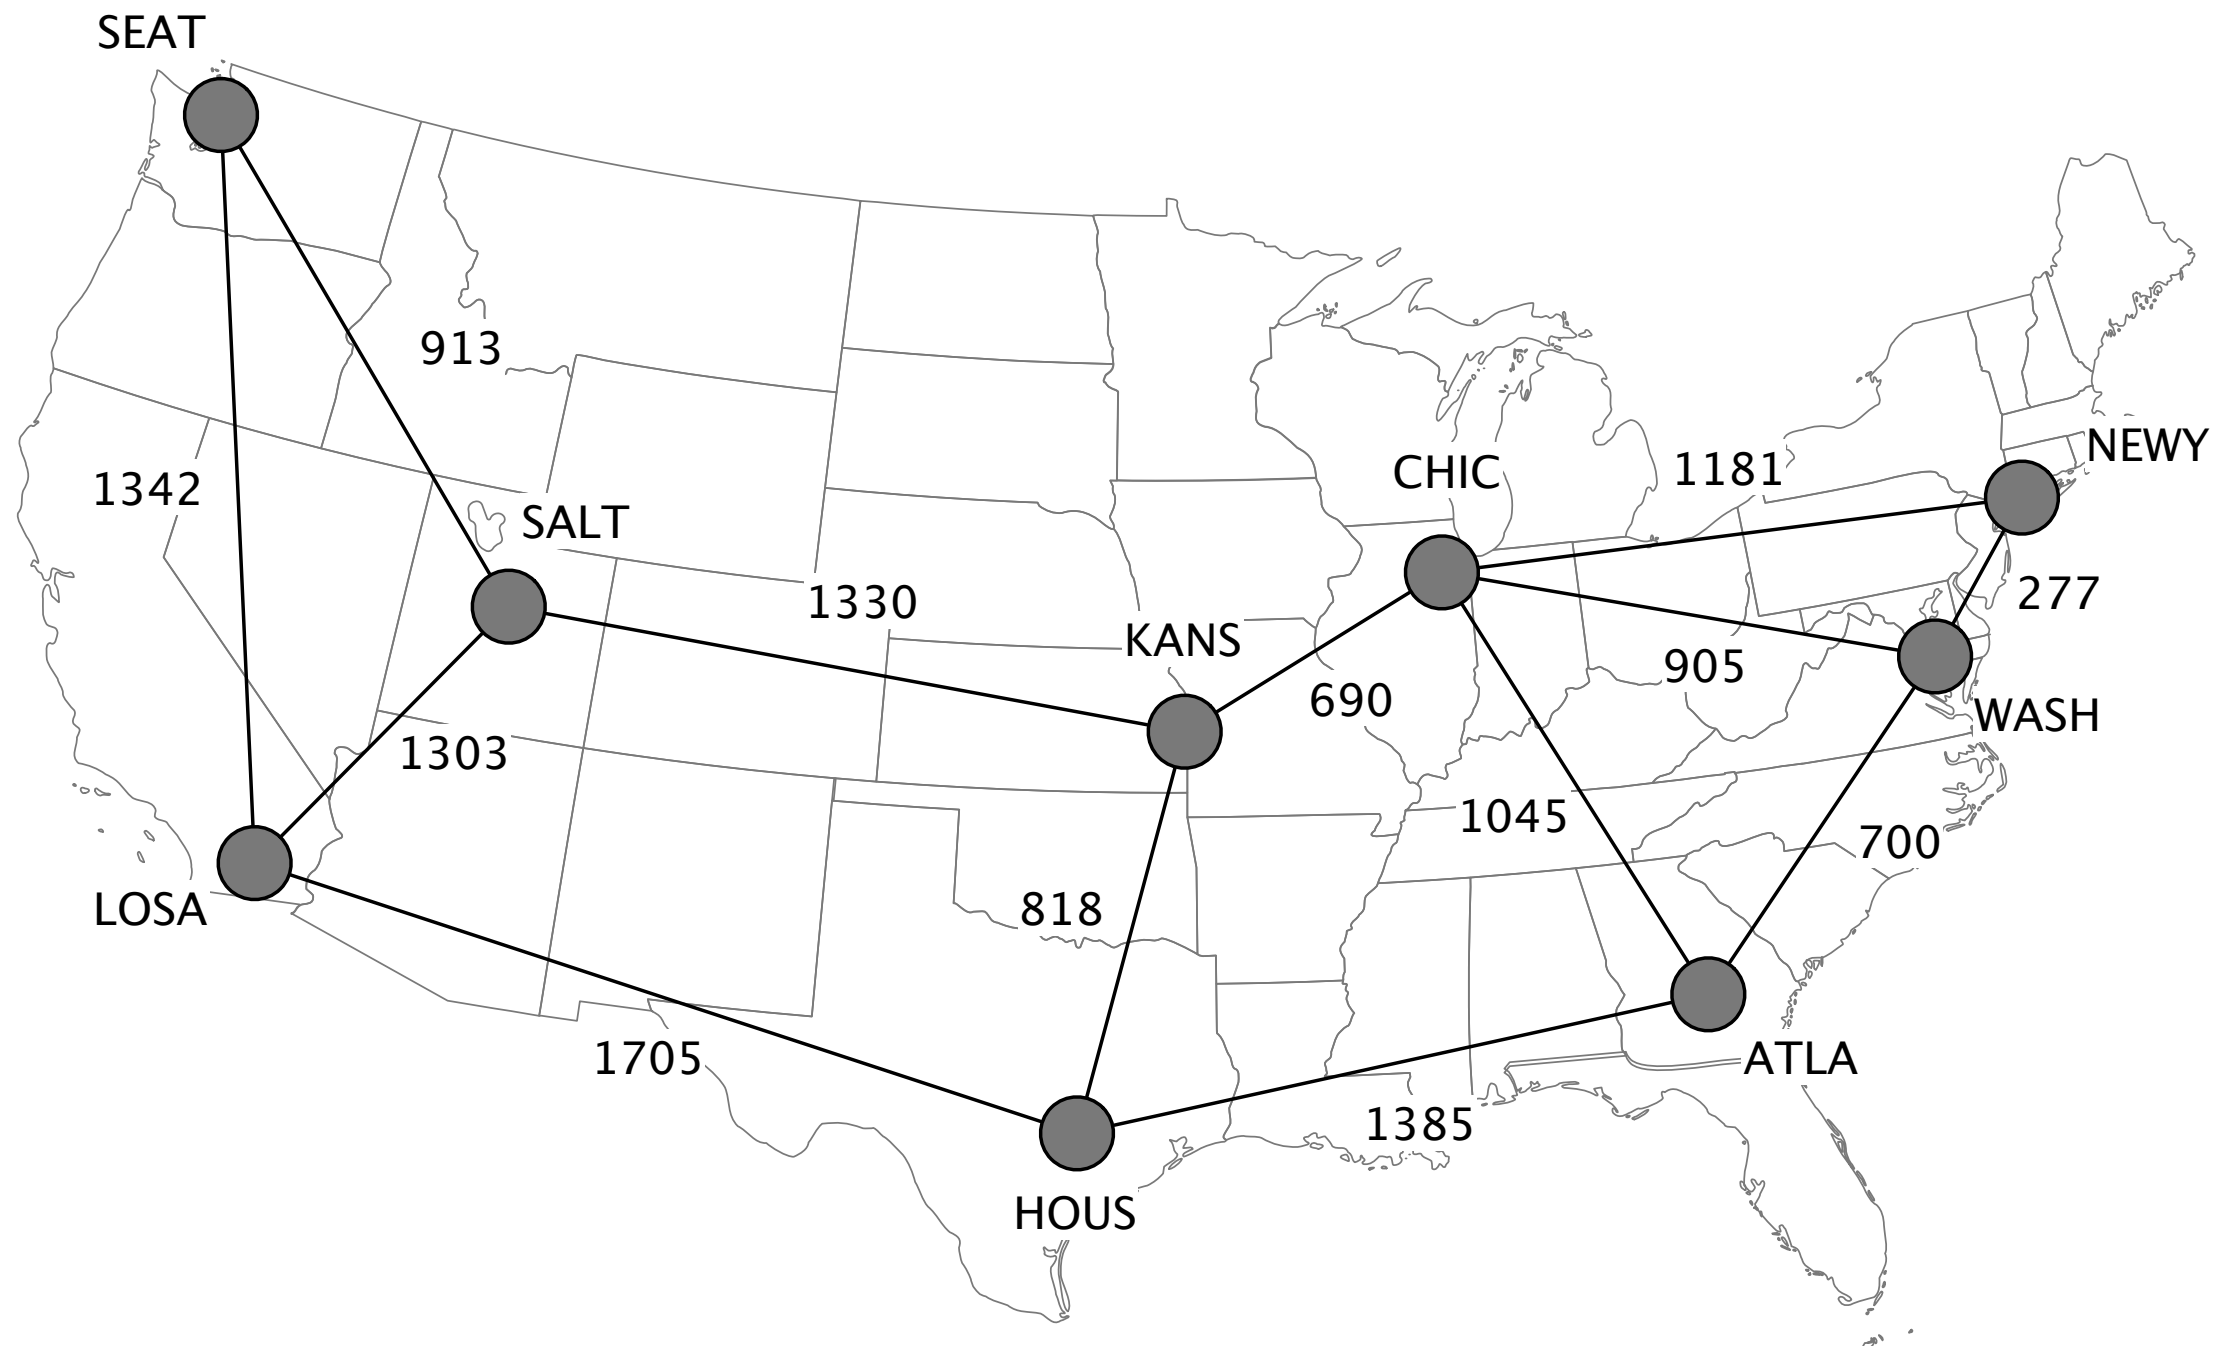 SEAT
913
NEWY
1181
CHIC
1342
SALT
277
1330
KANS
905
690
WASH
1303
1045
700
LOSA
818
1705
ATLA
1385
HOUS